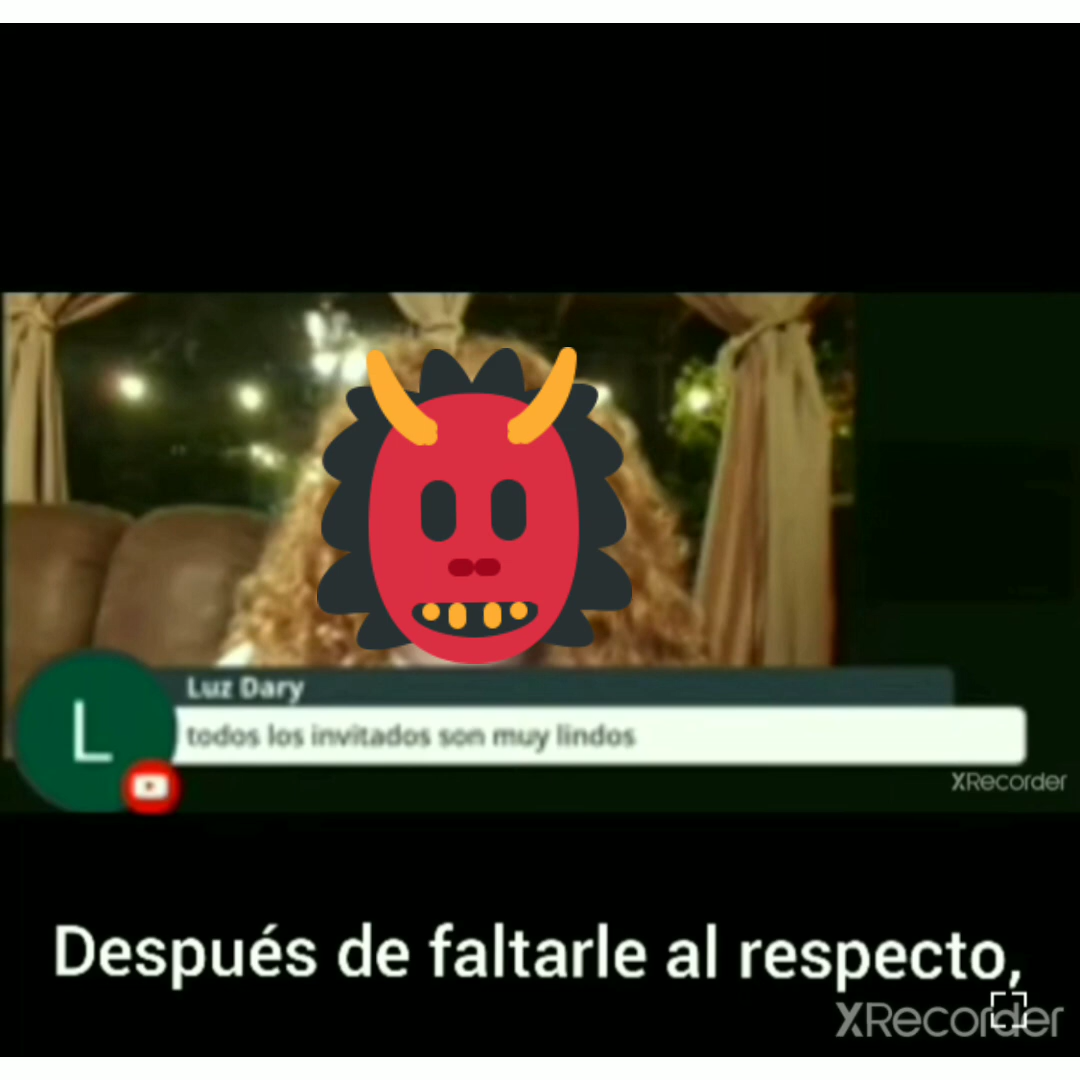 L
Luz Dary
todos los invitados son muy lindos
XRecorder
Después de faltarle al respecto,
XRecorder